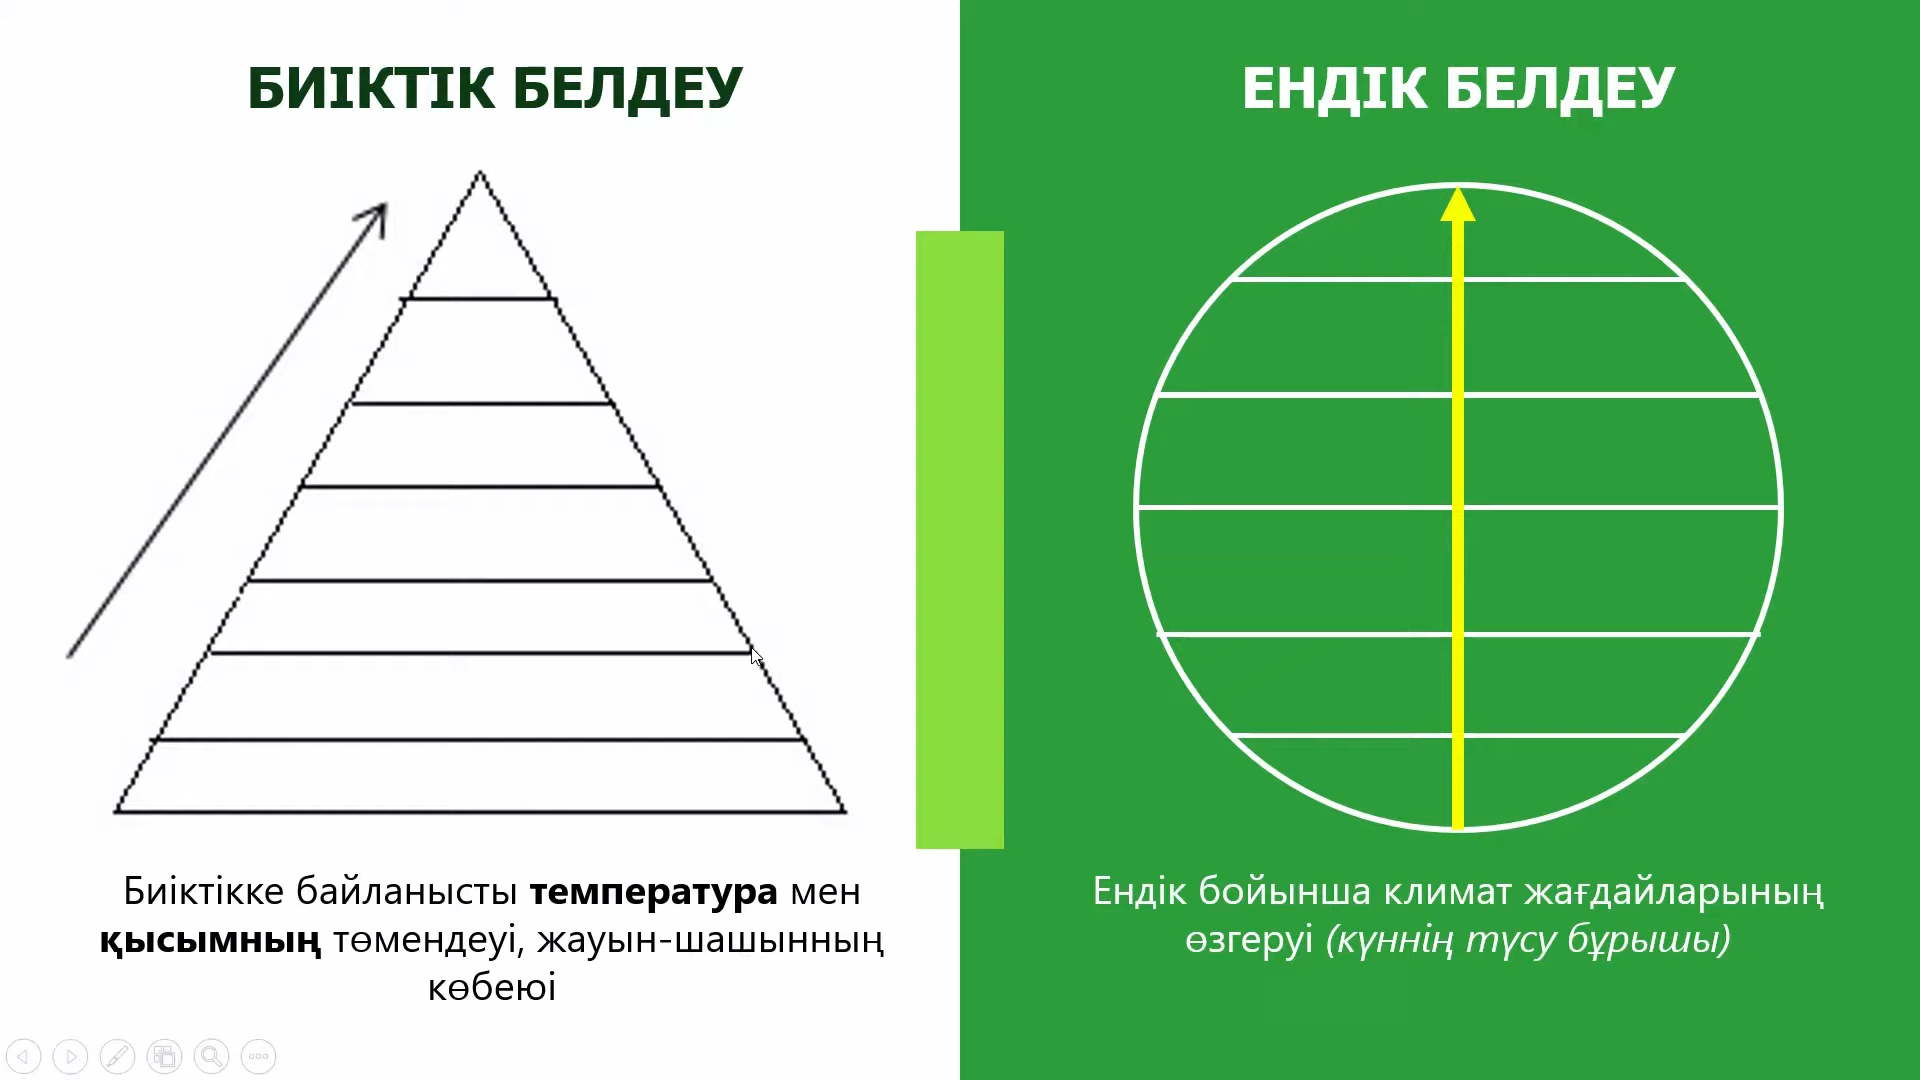 БИІКТІК БЕЛДЕУ
Биіктікке байланысты температура мен
қысымның төмендеуі, жауын-шашынның
көбеюі
ЕНДІК БЕЛДЕУ
Ендік бойынша климат жағдайларының
өзгеруі (күннің түсу бұрышы)